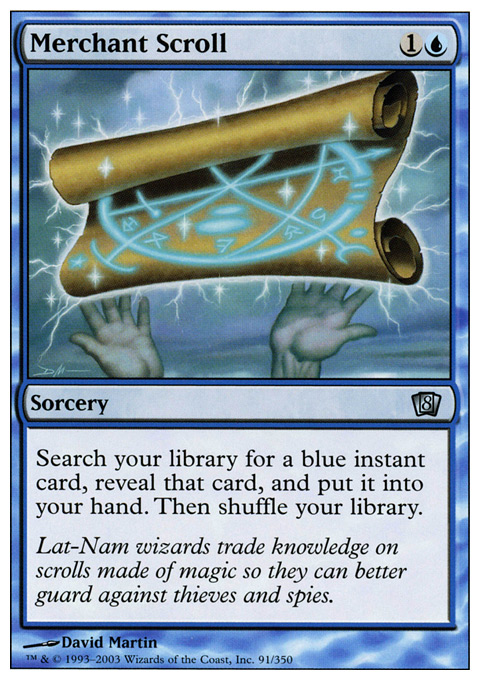 Merchant Scroll 1
DM
Sorcery 8
Search your library for a blue instant
card, reveal that card, and put it into
your hand. Then shuffle your library.
Lat-Nam wizards trade knowledge on
scrolls made of magic so they can better
guard against thieves and spies.
David Martin
™ & © 1993–2003 Wizards of the Coast, Inc. 91/350